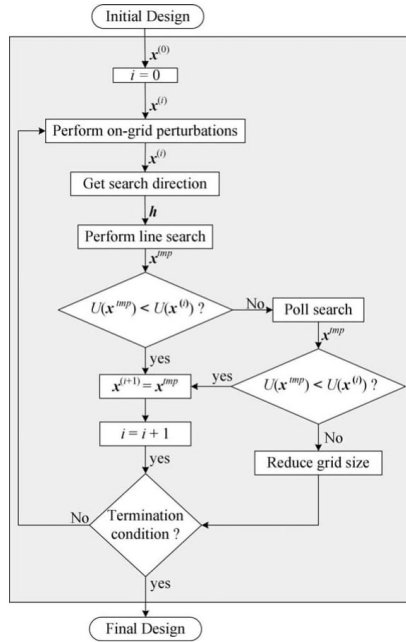 Initial Design
x^(0)
i = 0
x^(i)
Perform on-grid perturbations
x^(i)
Get search direction
h
Perform line search
x^tmp
U(x^tmp) < U(x^(i)) ?
No
Poll search
x^tmp
yes
U(x^tmp) < U(x^(i)) ?
yes
x^(i+1) = x^tmp
No
i = i + 1
Reduce grid size
yes
No
Termination
condition ?
yes
Final Design